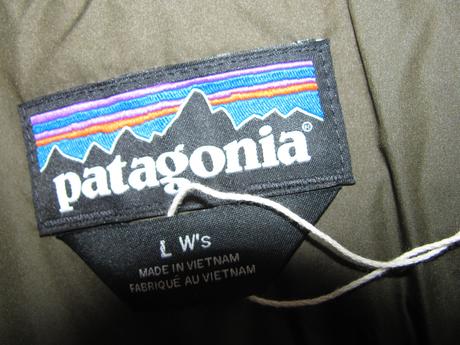 patagonia®
L W's
MADE IN VIETNAM
FABRIQUÉ AU VIETNAM